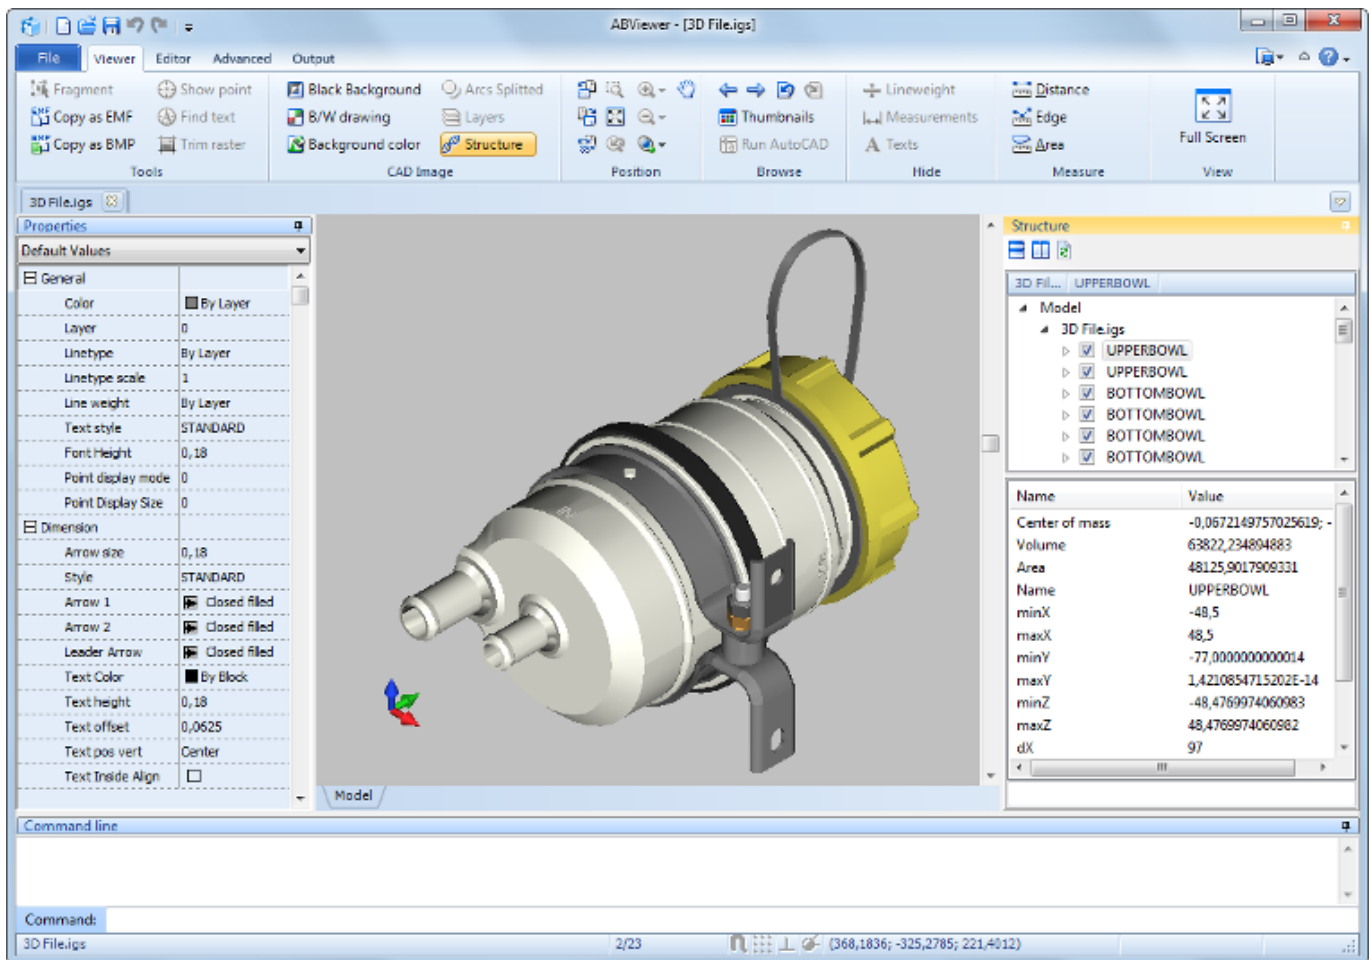 ABViewer - [3D File.igs]
File Viewer Editor Advanced Output
Fragment Show point Black Background Arcs Splitted Lineweight Distance
Copy as EMF Find text B/W drawing Layers Thumbnails Measurements Edge
Copy as BMP Trim raster Background color Structure Run AutoCAD Texts Area Full Screen
Tools CAD Image Position Browse Hide Measure View
3D File.igs
Properties
Default Values
General
Color By Layer
Layer 0
Linetype By Layer
Linetype scale 1
Line weight By Layer
Text style STANDARD
Font Height 0,18
Point display mode 0
Point Display Size 0
Dimension
Arrow size 0,18
Style STANDARD
Arrow 1 Closed filled
Arrow 2 Closed filled
Leader Arrow Closed filled
Text Color By Block
Text height 0,18
Text offset 0,0625
Text pos vert Center
Text Inside Align
Model
Structure
3D Fil... UPPERBOWL
Model
3D File.igs
UPPERBOWL
UPPERBOWL
BOTTOMBOWL
BOTTOMBOWL
BOTTOMBOWL
BOTTOMBOWL
Name Value
Center of mass -0,0672149757025619; -
Volume 63822,234894883
Area 48125,9017909331
Name UPPERBOWL
minX -48,5
maxX 48,5
minY -77,0000000000014
maxY 1,4210854715202E-14
minZ -48,4769974060983
maxZ 48,4769974060982
dX 97
Command line
Command:
3D File.igs 2/23 (368,1836; -325,2785; 221,4012)